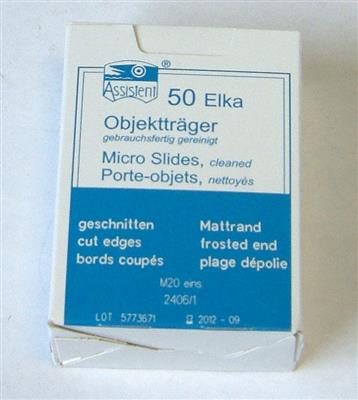 Assistent ®
50 Elka
Objektträger
gebrauchsfertig gereinigt
Micro Slides, cleaned
Porte-objets, nettoyés
geschnitten
cut edges
bords coupés
Mattrand
frosted end
plage dépolie
M20 eins
2406/1
LOT 5773671 2012-09